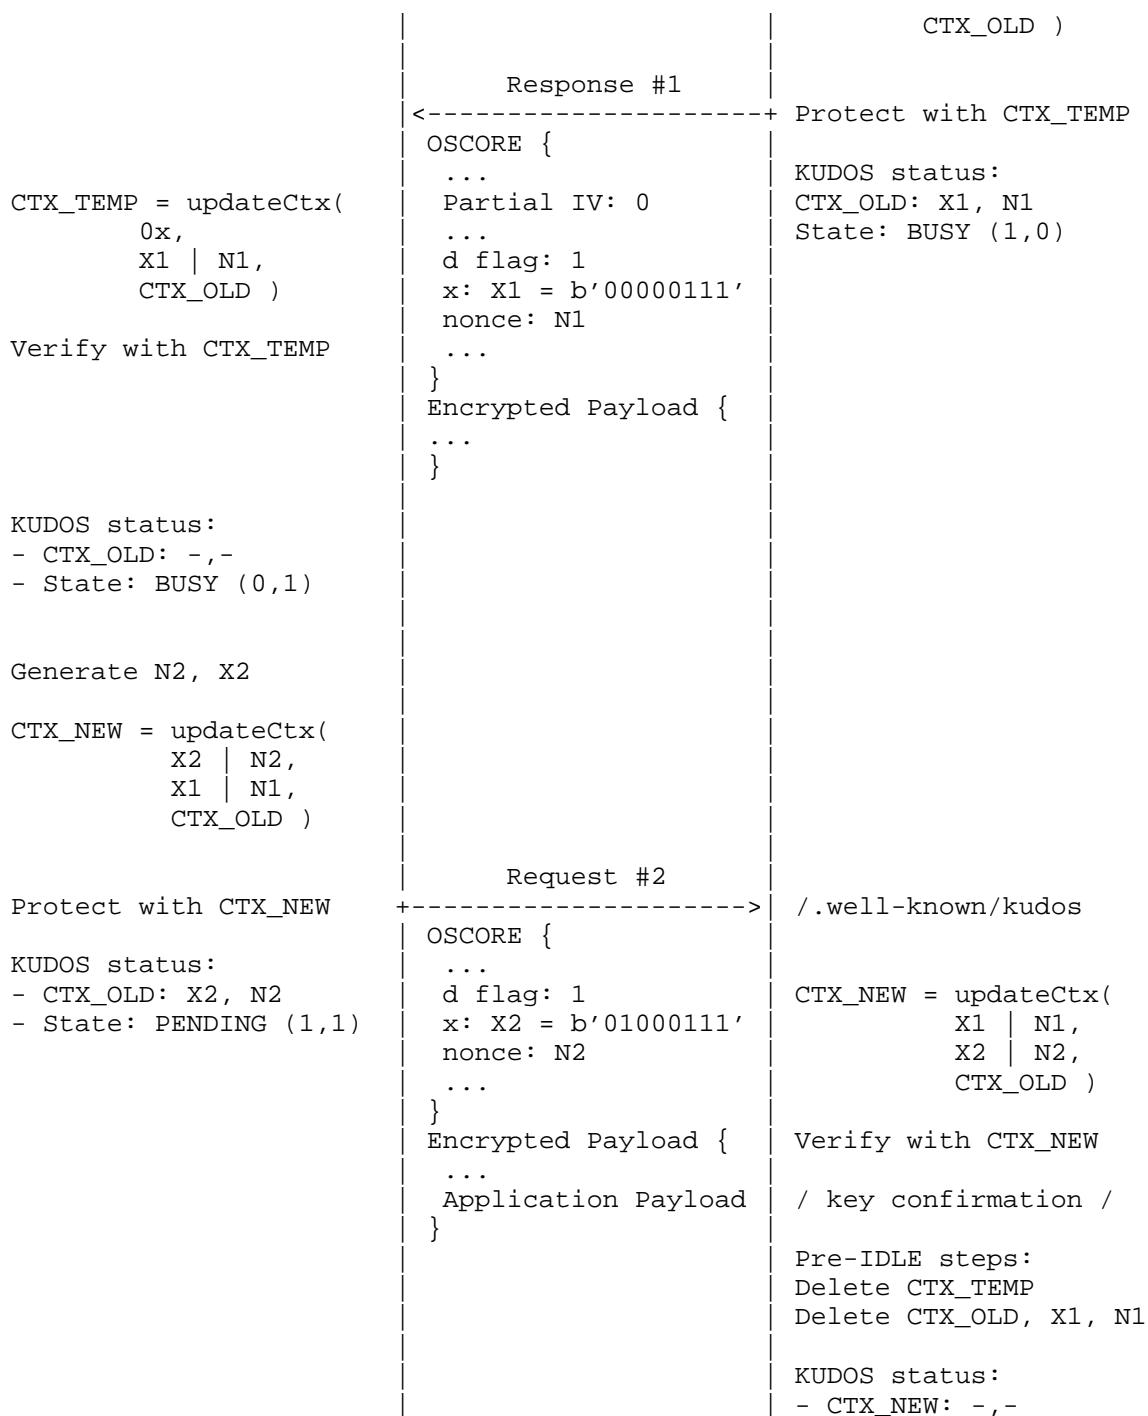 |                       |         CTX_OLD )
                         |                       |
                         |      Response #1      |
                         |<----------------------+ Protect with CTX_TEMP
                         | OSCORE {              |
                         |  ...                  | KUDOS status:
CTX_TEMP = updateCtx(    |  Partial IV: 0        | CTX_OLD: X1, N1
        0x,              |  ...                  | State: BUSY (1,0)
        X1 | N1,         |  d flag: 1            |
        CTX_OLD )        |  x: X1 = b'00000111'  |
                         |  nonce: N1            |
Verify with CTX_TEMP     |  ...                  |
                         | }                     |
                         | Encrypted Payload {   |
                         | ...                   |
                         | }                     |
                         |                       |
KUDOS status:            |                       |
- CTX_OLD: -,-           |                       |
- State: BUSY (0,1)      |                       |
                         |                       |
                         |                       |
Generate N2, X2          |                       |
                         |                       |
CTX_NEW = updateCtx(     |                       |
          X2 | N2,       |                       |
          X1 | N1,       |                       |
          CTX_OLD )      |                       |
                         |                       |
                         |      Request #2       |
Protect with CTX_NEW     +---------------------->| /.well-known/kudos
                         | OSCORE {              |
KUDOS status:            |  ...                  |
- CTX_OLD: X2, N2        |  d flag: 1            | CTX_NEW = updateCtx(
- State: PENDING (1,1)   |  x: X2 = b'01000111'  |           X1 | N1,
                         |  nonce: N2            |           X2 | N2,
                         |  ...                  |           CTX_OLD )
                         | }                     |
                         | Encrypted Payload {   | Verify with CTX_NEW
                         |  ...                  |
                         |  Application Payload  | / key confirmation /
                         | }                     |
                         |                       | Pre-IDLE steps:
                         |                       | Delete CTX_TEMP
                         |                       | Delete CTX_OLD, X1, N1
                         |                       |
                         |                       | KUDOS status:
                         |                       | - CTX_NEW: -,-